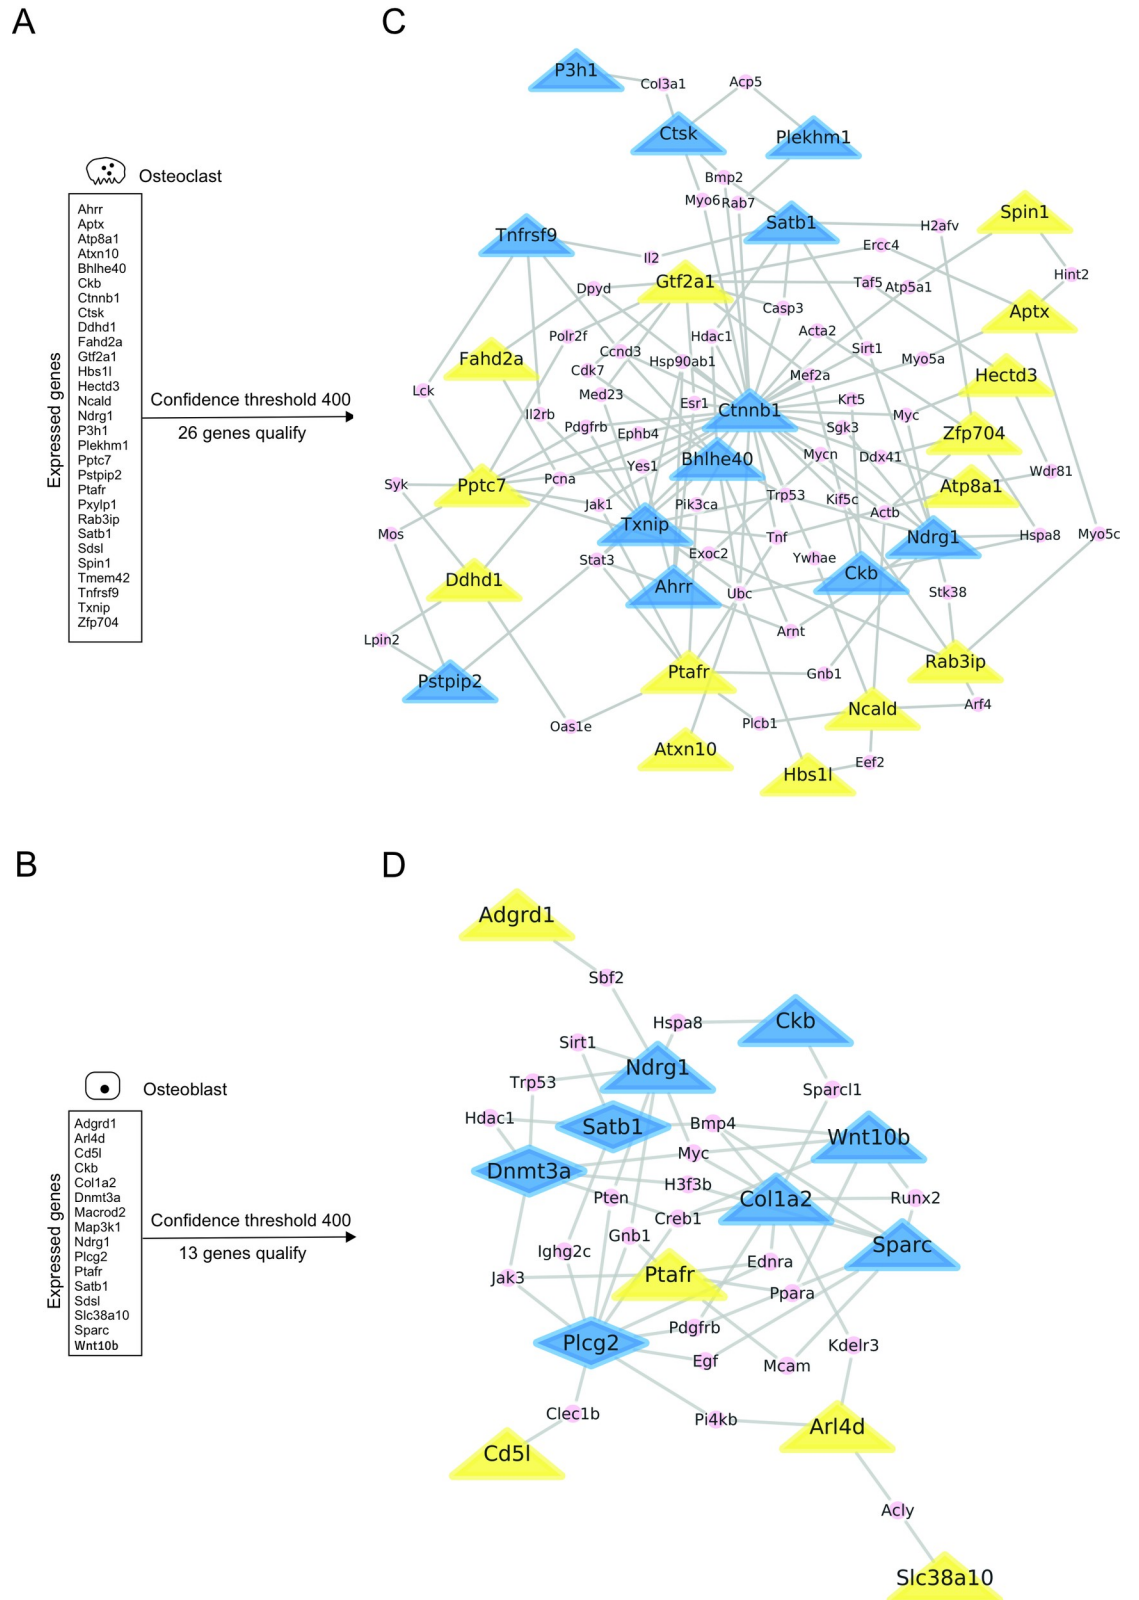 A
C
Osteoclast
Expressed genes
Ahrr
Aptx
Atp8a1
Atxn10
Bhlhe40
Ckb
Ctnnb1
Ctsk
Ddhd1
Fahd2a
Gtf2a1
Hbs1l
Hectd3
Ncald
Ndrg1
P3h1
Plekhm1
Pptc7
Pstpip2
Ptafr
Pxylp1
Rab3ip
Satb1
Sdsl
Spin1
Tmem42
Tnfrsf9
Txnip
Zfp704
Confidence threshold 400
26 genes qualify
P3h1
Col3a1
Acp5
Ctsk
Plekhm1
Bmp2
Myo6
Rab7
Satb1
Spin1
Tnfrsf9
H2afv
Ercc4
Il2
Hint2
Gtf2a1
Dpyd
Taf5
Atp5a1
Casp3
Aptx
Polr2f
Hdac1
Acta2
Ccnd3
Sirt1
Fahd2a
Hsp90ab1
Myo5a
Cdk7
Mef2a
Hectd3
Lck
Med23
Esr1
Krt5
Il2rb
Ctnnb1
Myc
Pdgfrb
Ephb4
Sgk3
Zfp704
Bhlhe40
Mycn
Ddx41
Yes1
Wdr81
Syk
Pptc7
Pcna
Atp8a1
Jak1
Pik3ca
Trp53
Kif5c
Actb
Mos
Txnip
Tnf
Ndrg1
Hspa8
Myo5c
Stat3
Exoc2
Ywhae
Ddhd1
Ahrr
Ubc
Ckb
Stk38
Lpin2
Arnt
Pstpip2
Ptafr
Gnb1
Rab3ip
Ncald
Arf4
Oas1e
Plcb1
Atxn10
Hbs1l
Eef2
B
D
Osteoblast
Expressed genes
Adgrd1
Arl4d
Cd5l
Ckb
Col1a2
Dnmt3a
Macrod2
Map3k1
Ndrg1
Plcg2
Ptafr
Satb1
Sdsl
Slc38a10
Sparc
Wnt10b
Confidence threshold 400
13 genes qualify
Adgrd1
Sbf2
Hspa8
Ckb
Sirt1
Ndrg1
Trp53
Sparcl1
Hdac1
Satb1
Bmp4
Wnt10b
Myc
Dnmt3a
H3f3b
Pten
Col1a2
Runx2
Creb1
Gnb1
Ighg2c
Sparc
Ednra
Jak3
Ptafr
Ppara
Pdgfrb
Plcg2
Kdelr3
Egf
Mcam
Clec1b
Pi4kb
Arl4d
Cd5l
Acly
Slc38a10